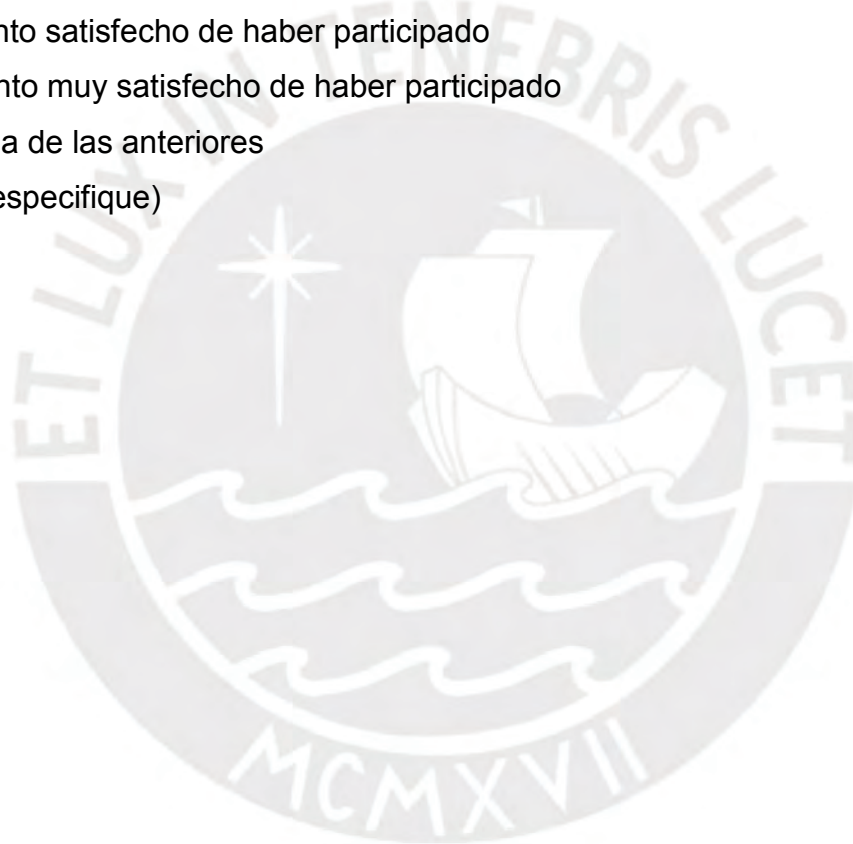 nto satisfecho de haber participado
nto muy satisfecho de haber participado
a de las anteriores
especifique)
ET LUX IN TENEBRIS LUCET
MCMXVII